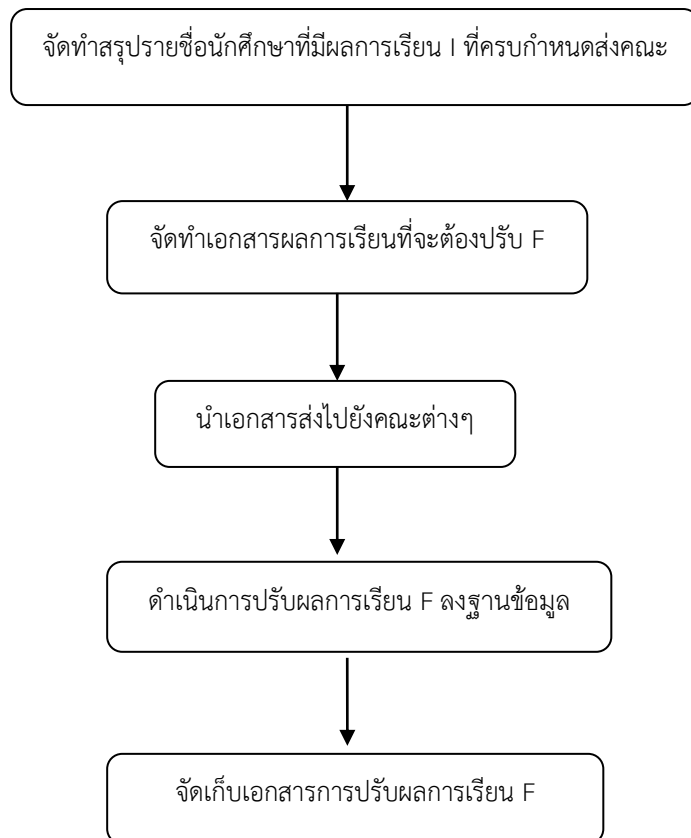 จัดทำสรุปรายชื่อนักศึกษาที่มีผลการเรียน I ที่ครบกำหนดส่งคณะ
จัดทำเอกสารผลการเรียนที่จะต้องปรับ F
นำเอกสารส่งไปยังคณะต่างๆ
ดำเนินการปรับผลการเรียน F ลงฐานข้อมูล
จัดเก็บเอกสารการปรับผลการเรียน F